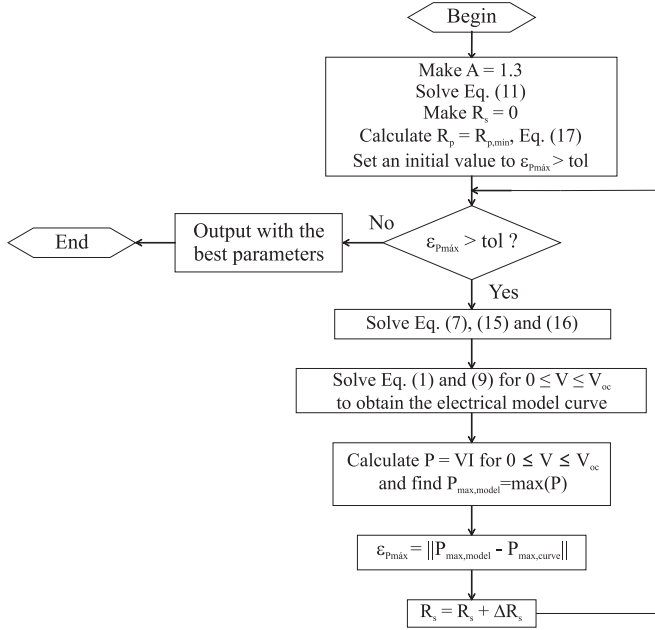 Begin
Make A = 1.3
Solve Eq. (11)
Make Rₛ = 0
Calculate Rₚ = Rₚ,ₘᵢₙ, Eq. (17)
Set an initial value to εPmáx > tol
εPmáx > tol ?
No
Output with the
best parameters
End
Yes
Solve Eq. (7), (15) and (16)
Solve Eq. (1) and (9) for 0 ≤ V ≤ Voc
to obtain the electrical model curve
Calculate P = VI for 0 ≤ V ≤ Voc
and find Pmax,model=max(P)
εPmáx = ||Pmax,model - Pmax,curve||
Rₛ = Rₛ + ΔRₛ